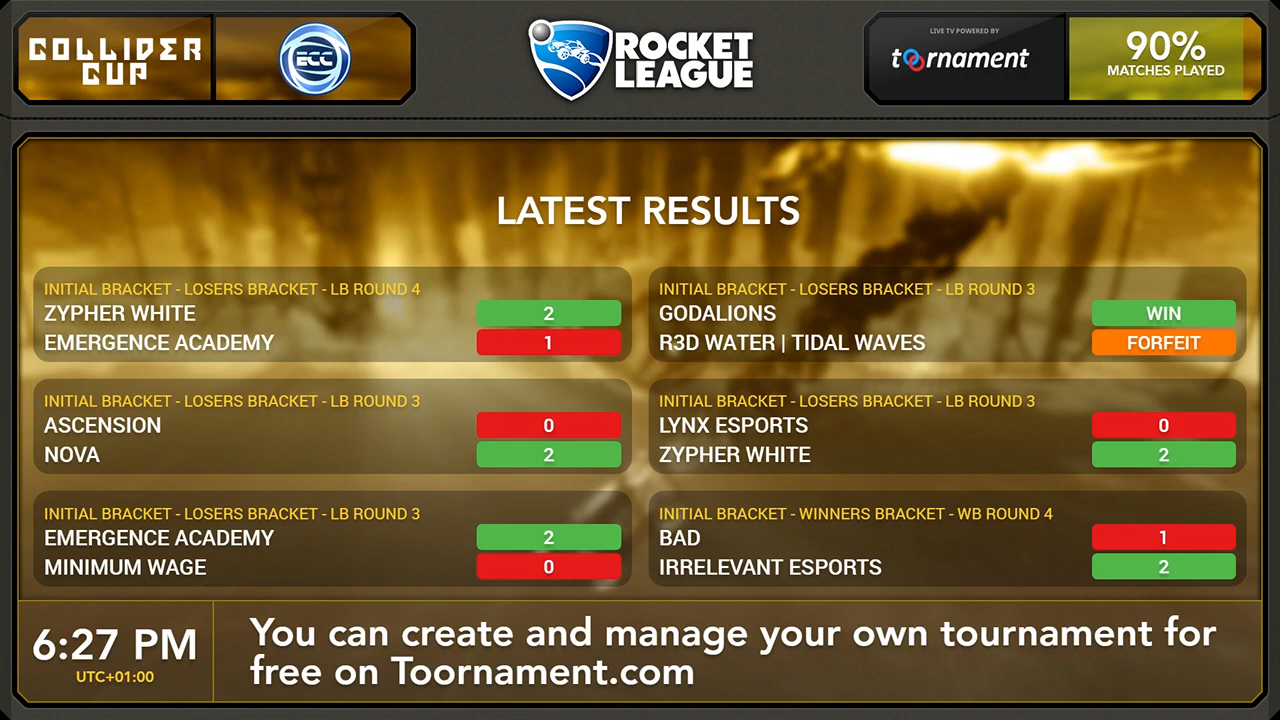 COLLIDER
CUP
ECC
ROCKET
LEAGUE
LIVE TV POWERED BY
toornament
90%
MATCHES PLAYED
LATEST RESULTS
INITIAL BRACKET - LOSERS BRACKET - LB ROUND 4
ZYPHER WHITE 2
EMERGENCE ACADEMY 1
INITIAL BRACKET - LOSERS BRACKET - LB ROUND 3
GODALIONS WIN
R3D WATER | TIDAL WAVES FORFEIT
INITIAL BRACKET - LOSERS BRACKET - LB ROUND 3
ASCENSION 0
NOVA 2
INITIAL BRACKET - LOSERS BRACKET - LB ROUND 3
LYNX ESPORTS 0
ZYPHER WHITE 2
INITIAL BRACKET - LOSERS BRACKET - LB ROUND 3
EMERGENCE ACADEMY 2
MINIMUM WAGE 0
INITIAL BRACKET - WINNERS BRACKET - WB ROUND 4
BAD 1
IRRELEVANT ESPORTS 2
6:27 PM
UTC+01:00
You can create and manage your own tournament for
free on Toornament.com